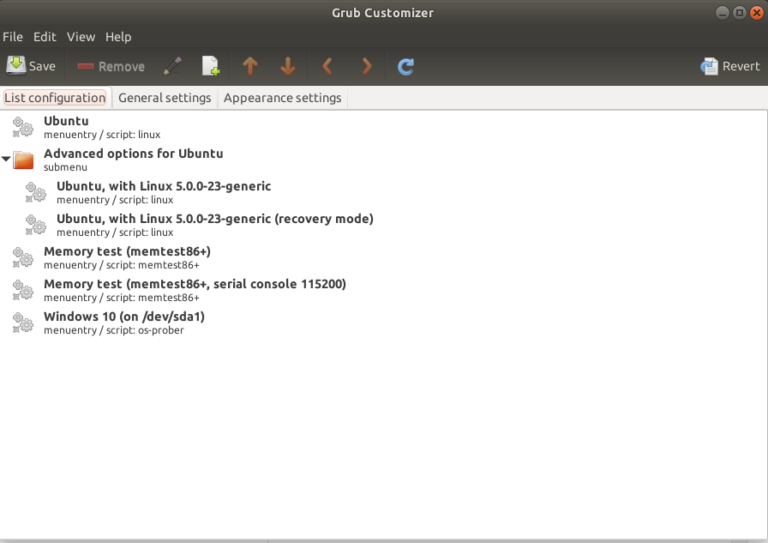 Grub Customizer
File Edit View Help
Save Remove Revert
List configuration General settings Appearance settings
Ubuntu
menuentry / script: linux
Advanced options for Ubuntu
submenu
Ubuntu, with Linux 5.0.0-23-generic
menuentry / script: linux
Ubuntu, with Linux 5.0.0-23-generic (recovery mode)
menuentry / script: linux
Memory test (memtest86+)
menuentry / script: memtest86+
Memory test (memtest86+, serial console 115200)
menuentry / script: memtest86+
Windows 10 (on /dev/sda1)
menuentry / script: os-prober